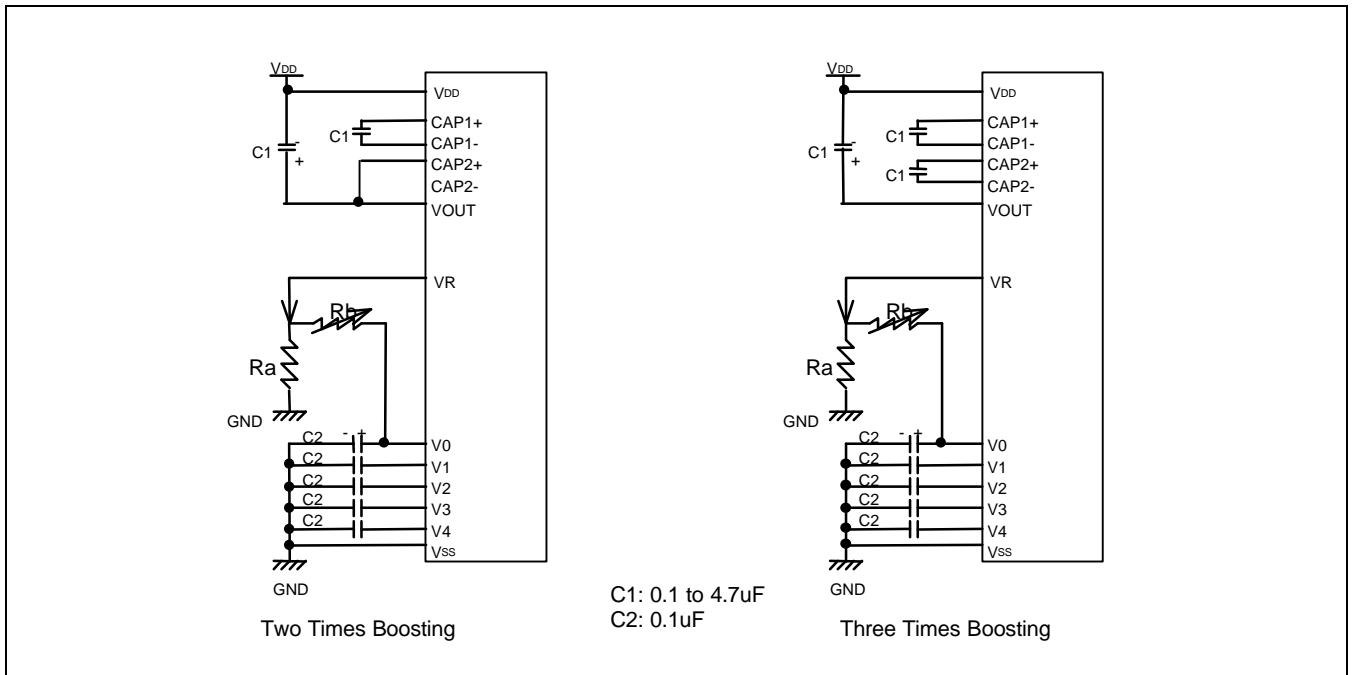 VDD
VDD
CAP1+
C1
CAP1-
C1
-
+
CAP2+
CAP2-
VOUT
VR
Rb
Ra
GND
C2
- +
V0
C2
V1
C2
V2
C2
V3
C2
V4
VSS
GND
Two Times Boosting
VDD
VDD
CAP1+
C1
CAP1-
C1
-
+
CAP2+
C1
CAP2-
VOUT
VR
Rb
Ra
GND
C2
- +
V0
C2
V1
C2
V2
C2
V3
C2
V4
VSS
GND
Three Times Boosting
C1: 0.1 to 4.7uF
C2: 0.1uF